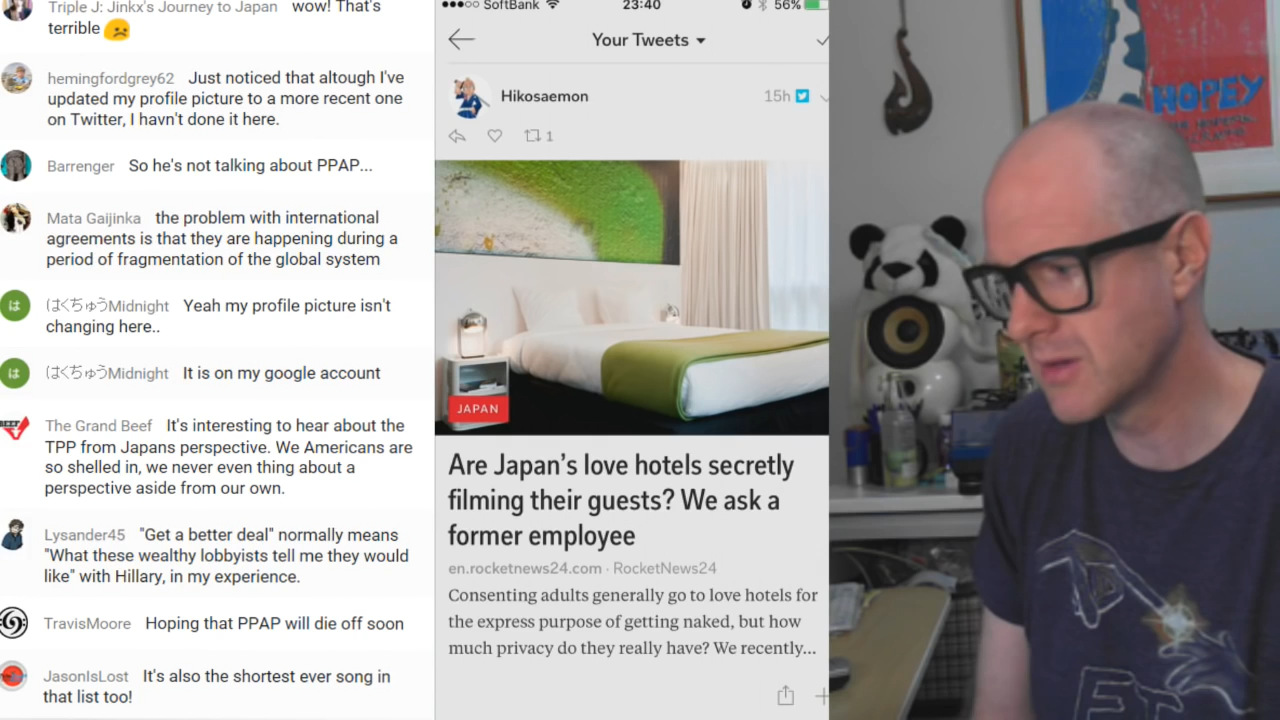 Triple J: Jinkx's Journey to Japan wow! That's
terrible
hemingfordgrey62 Just noticed that altough I've
updated my profile picture to a more recent one
on Twitter, I havn't done it here.
Barrenger So he's not talking about PPAP...
Mata Gaijinka the problem with international
agreements is that they are happening during a
period of fragmentation of the global system
はくちゅうMidnight Yeah my profile picture isn't
changing here..
は
はくちゅうMidnight It is on my google account
は
The Grand Beef It's interesting to hear about the
TPP from Japans perspective. We Americans are
so shelled in, we never even thing about a
perspective aside from our own.
Lysander45 "Get a better deal" normally means
"What these wealthy lobbyists tell me they would
like" with Hillary, in my experience.
TravisMoore Hoping that PPAP will die off soon
JasonIsLost It's also the shortest ever song in
that list too!
SoftBank 23:40 56%
Your Tweets
Hikosaemon 15h
1
JAPAN
Are Japan's love hotels secretly
filming their guests? We ask a
former employee
en.rocketnews24.com · RocketNews24
Consenting adults generally go to love hotels for
the express purpose of getting naked, but how
much privacy do they really have? We recently...
HOPEY
ET